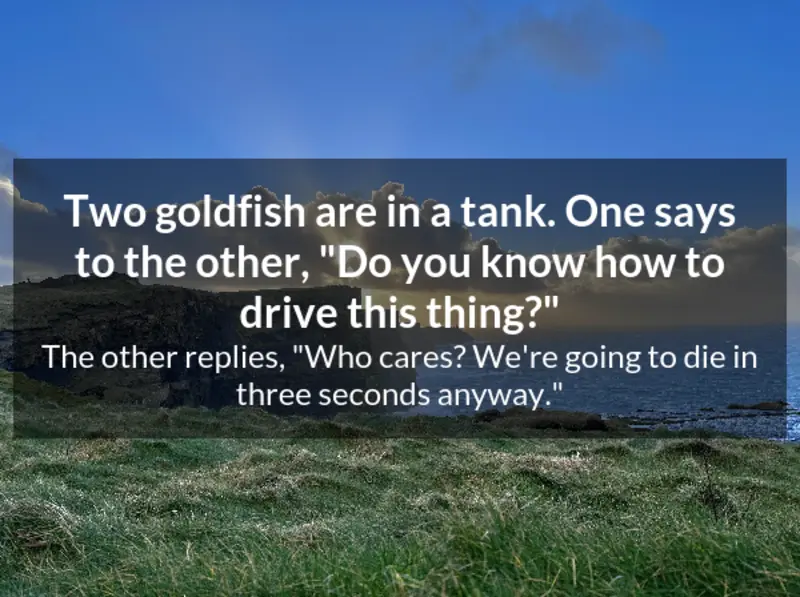 Two goldfish are in a tank. One says
to the other, "Do you know how to
drive this thing?"
The other replies, "Who cares? We're going to die in
three seconds anyway."